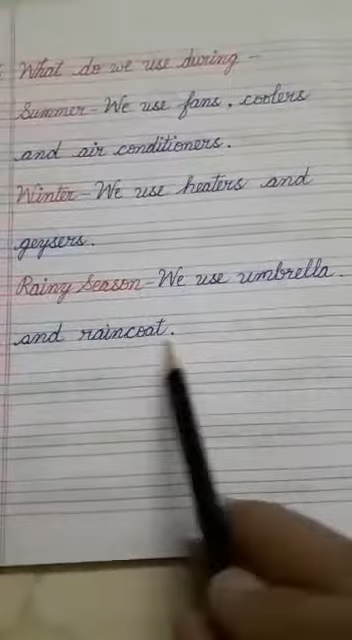 What do we use during -
Summer - We use fans, coolers
and air conditioners.
Winter - We use heaters and
geysers.
Rainy Season - We use umbrella
and raincoat.